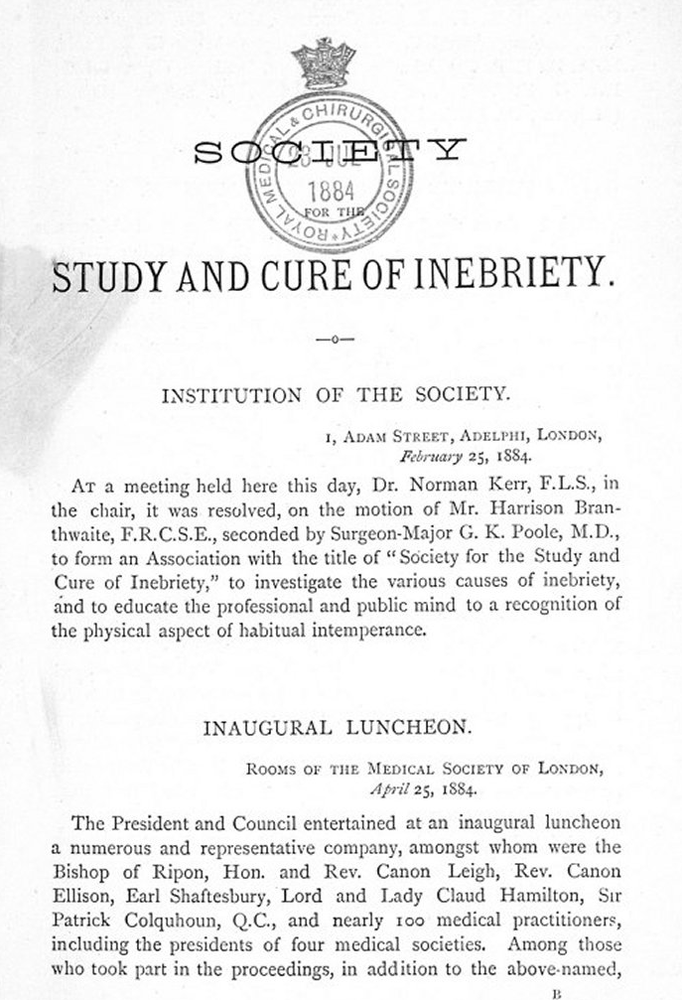 ROYAL MEDICAL & CHIRURGICAL SOCIETY
SOCIETY
28 JUL
1884
FOR THE
STUDY AND CURE OF INEBRIETY.
—o—
INSTITUTION OF THE SOCIETY.
1, ADAM STREET, ADELPHI, LONDON,
February 25, 1884.
AT a meeting held here this day, Dr. Norman Kerr, F.L.S., in
the chair, it was resolved, on the motion of Mr. Harrison Bran-
thwaite, F.R.C.S.E., seconded by Surgeon-Major G. K. Poole, M.D.,
to form an Association with the title of "Society for the Study and
Cure of Inebriety," to investigate the various causes of inebriety,
and to educate the professional and public mind to a recognition of
the physical aspect of habitual intemperance.
INAUGURAL LUNCHEON.
ROOMS OF THE MEDICAL SOCIETY OF LONDON,
April 25, 1884.
The President and Council entertained at an inaugural luncheon
a numerous and representative company, amongst whom were the
Bishop of Ripon, Hon. and Rev. Canon Leigh, Rev. Canon
Ellison, Earl Shaftesbury, Lord and Lady Claud Hamilton, Sir
Patrick Colquhoun, Q.C., and nearly 100 medical practitioners,
including the presidents of four medical societies. Among those
who took part in the proceedings, in addition to the above-named,
B